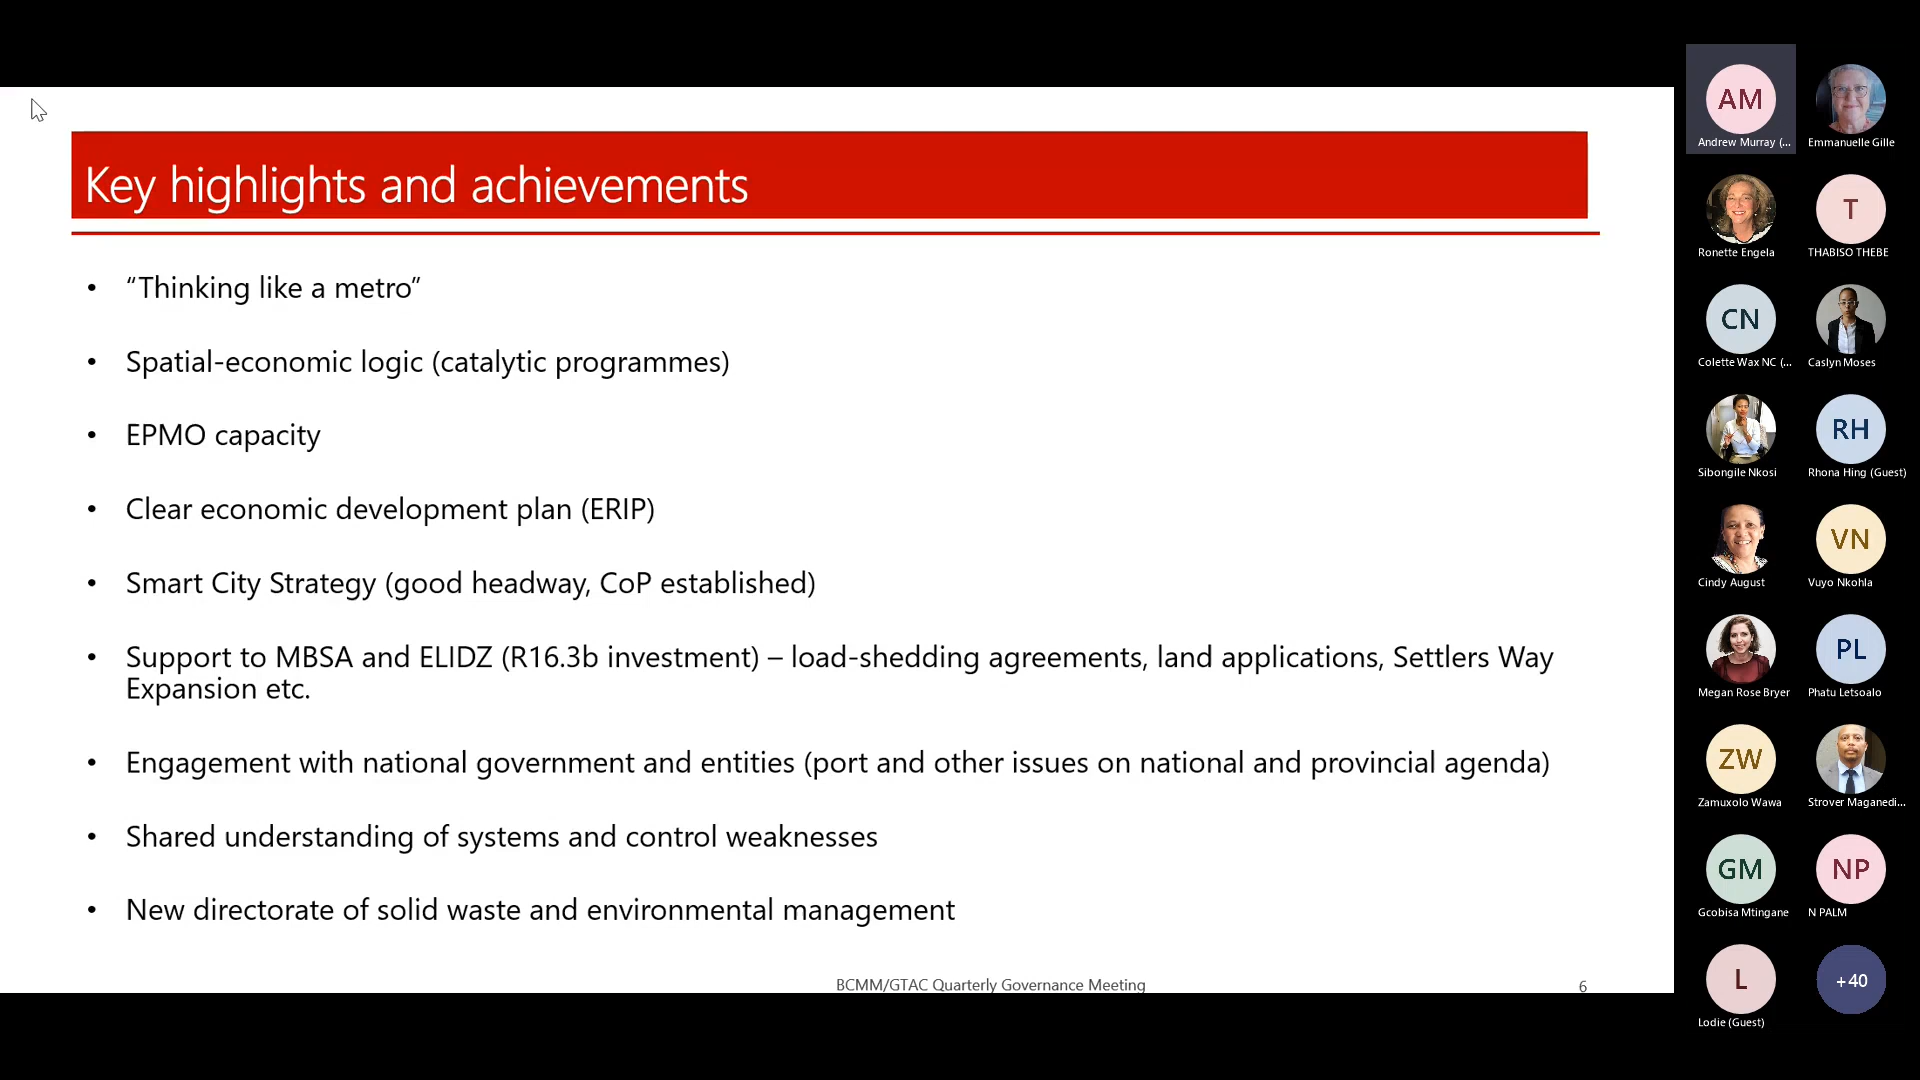 Key highlights and achievements
• “Thinking like a metro”
• Spatial-economic logic (catalytic programmes)
• EPMO capacity
• Clear economic development plan (ERIP)
• Smart City Strategy (good headway, CoP established)
• Support to MBSA and ELIDZ (R16.3b investment) – load-shedding agreements, land applications, Settlers Way
Expansion etc.
• Engagement with national government and entities (port and other issues on national and provincial agenda)
• Shared understanding of systems and control weaknesses
• New directorate of solid waste and environmental management
BCMM/GTAC Quarterly Governance Meeting
6
AM
Andrew Murray (...
Emmanuelle Gille
Ronette Engela
T
THABISO THEBE
CN
Colette Wax NC (...
Caslyn Moses
Sibongile Nkosi
RH
Rhona Hing (Guest)
Cindy August
VN
Vuyo Nkohla
Megan Rose Bryer
PL
Phatu Letsoalo
ZW
Zamuxolo Wawa
Strover Maganedi...
GM
Gcobisa Mtingane
NP
N PALM
L
Lodie (Guest)
+40